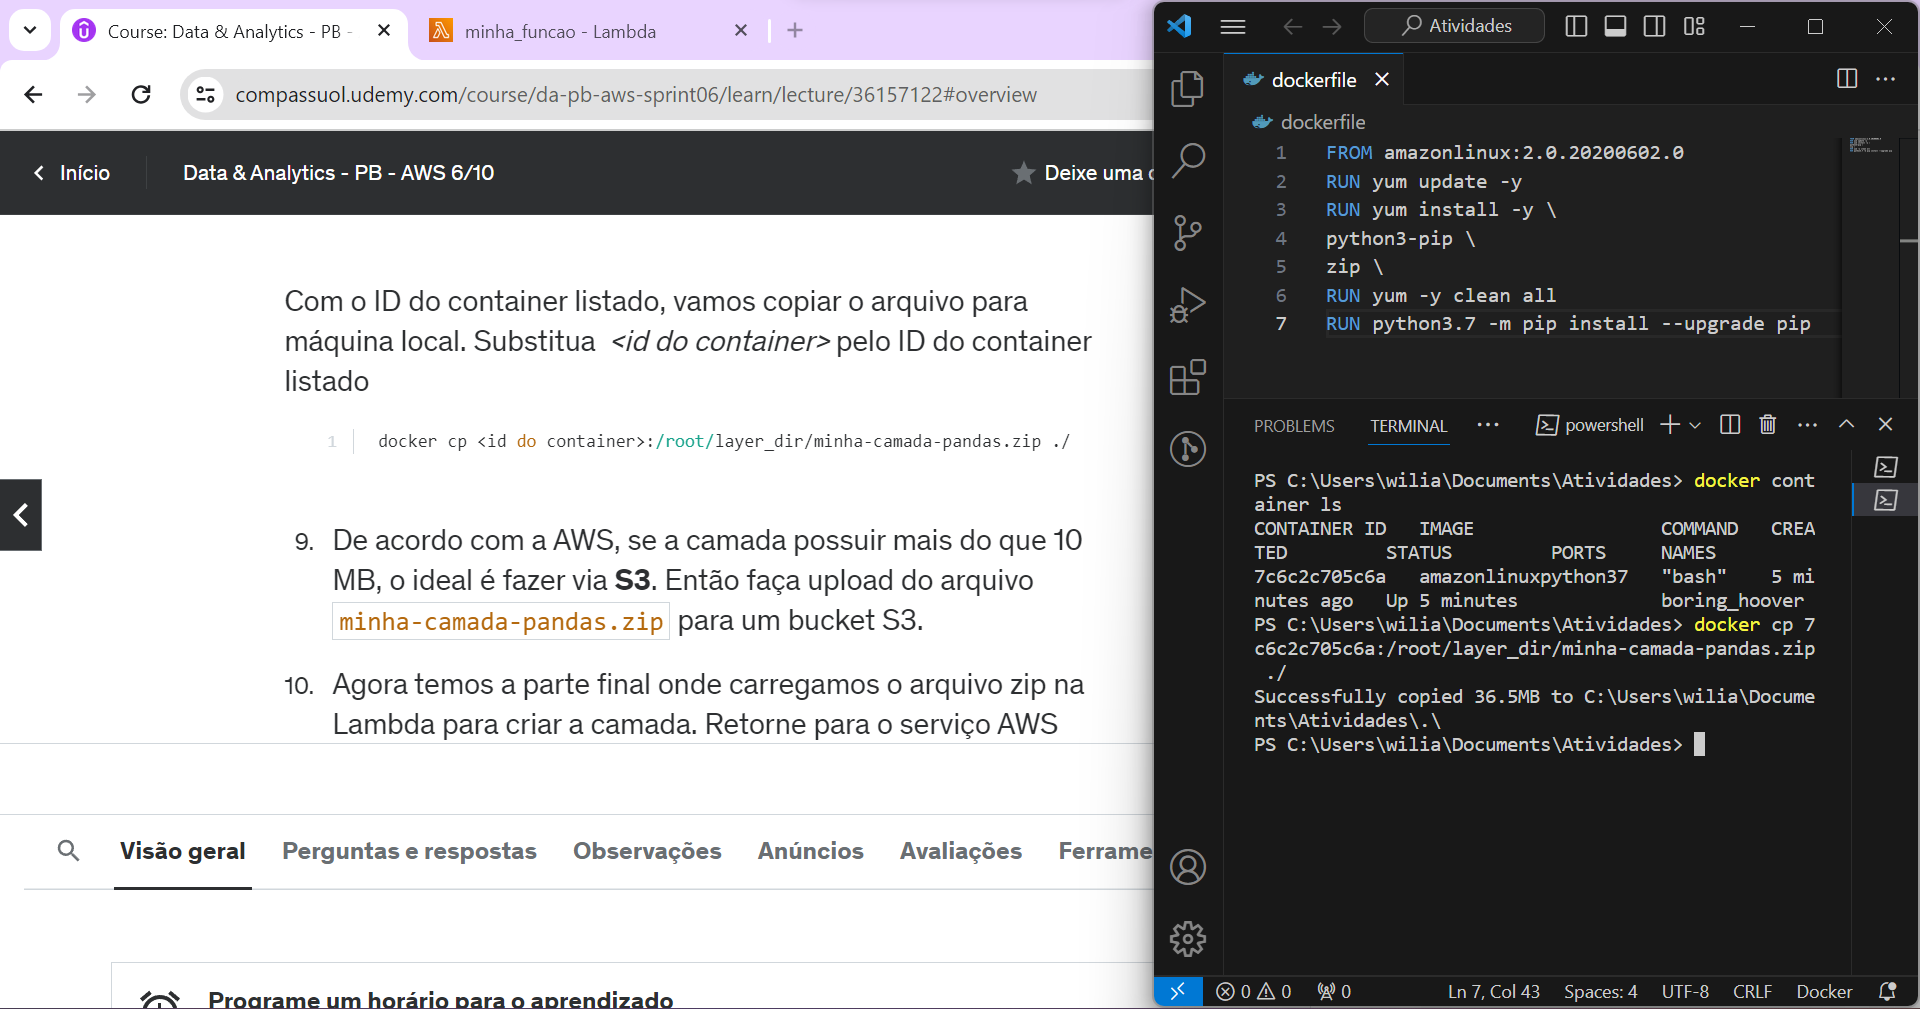 Course: Data & Analytics - PB -
minha_funcao - Lambda
compassuol.udemy.com/course/da-pb-aws-sprint06/learn/lecture/36157122#overview
Início
Data & Analytics - PB - AWS 6/10
Deixe uma
Com o ID do container listado, vamos copiar o arquivo para
máquina local. Substitua <id do container> pelo ID do container
listado
1 docker cp <id do container>:/root/layer_dir/minha-camada-pandas.zip ./
9. De acordo com a AWS, se a camada possuir mais do que 10
MB, o ideal é fazer via S3. Então faça upload do arquivo
minha-camada-pandas.zip para um bucket S3.
10. Agora temos a parte final onde carregamos o arquivo zip na
Lambda para criar a camada. Retorne para o serviço AWS
Visão geral
Perguntas e respostas
Observações
Anúncios
Avaliações
Ferrame
Programe um horário para o aprendizado
Atividades
dockerfile
dockerfile
1 FROM amazonlinux:2.0.20200602.0
2 RUN yum update -y
3 RUN yum install -y \
4 python3-pip \
5 zip \
6 RUN yum -y clean all
7 RUN python3.7 -m pip install --upgrade pip
PROBLEMS
TERMINAL
powershell
PS C:\Users\wilia\Documents\Atividades> docker cont
ainer ls
CONTAINER ID IMAGE COMMAND CREA
TED STATUS PORTS NAMES
7c6c2c705c6a amazonlinuxpython37 "bash" 5 mi
nutes ago Up 5 minutes boring_hoover
PS C:\Users\wilia\Documents\Atividades> docker cp 7
c6c2c705c6a:/root/layer_dir/minha-camada-pandas.zip
./
Successfully copied 36.5MB to C:\Users\wilia\Docume
nts\Atividades\.\
PS C:\Users\wilia\Documents\Atividades>
0 0 0
Ln 7, Col 43
Spaces: 4
UTF-8
CRLF
Docker